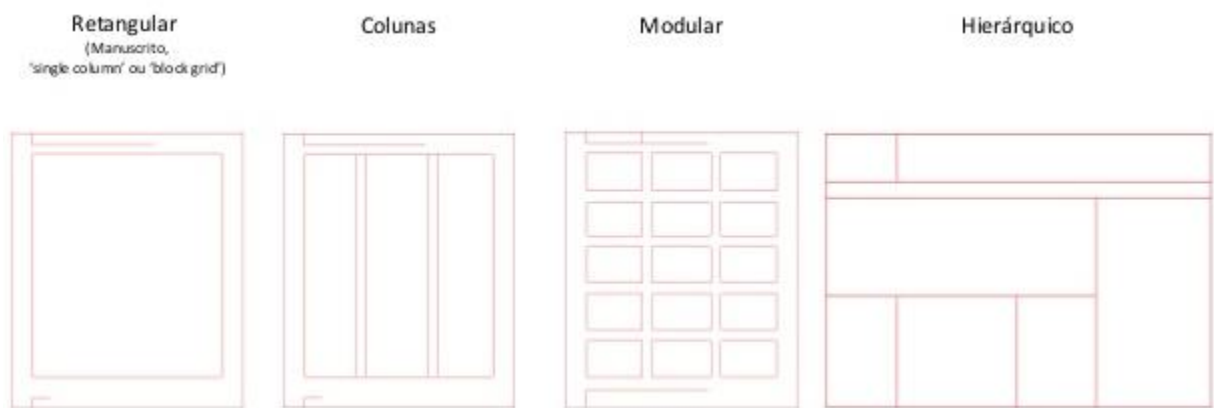 Retangular
(Manuscrito,
'single column' ou 'block grid')
Colunas
Modular
Hierárquico